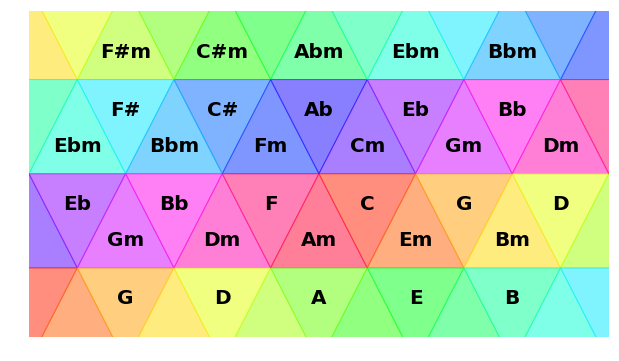 F#m C#m Abm Ebm Bbm
F# C# Ab Eb Bb
Ebm Bbm Fm Cm Gm Dm
Eb Bb F C G D
Gm Dm Am Em Bm
G D A E B